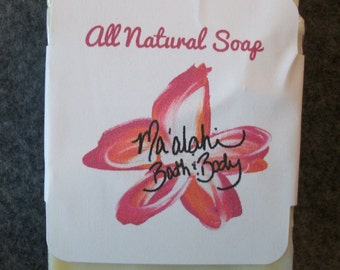 All Natural Soap
Ma'alahi
Bath & Body